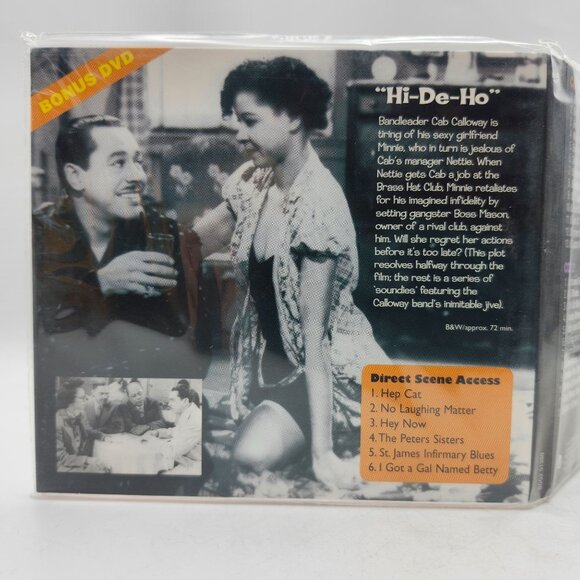 BONUS DVD
"Hi-De-Ho"
Bandleader Cab Calloway is
tiring of his sexy girlfriend
Minnie, who in turn is jealous of
Cab's manager Nettie. When
Nettie gets Cab a job at the
Brass Hat Club, Minnie retaliates
for his imagined infidelity by
setting gangster Boss Mason,
owner of a rival club, against
him. Will she regret her actions
before it's too late? (This plot
resolves halfway through the
film; the rest is a series of
'soundies' featuring the
Calloway band's inimitable jive).
B&W/approx. 72 min.
Direct Scene Access
1. Hep Cat
2. No Laughing Matter
3. Hey Now
4. The Peters Sisters
5. St. James Infirmary Blues
6. I Got a Gal Named Betty